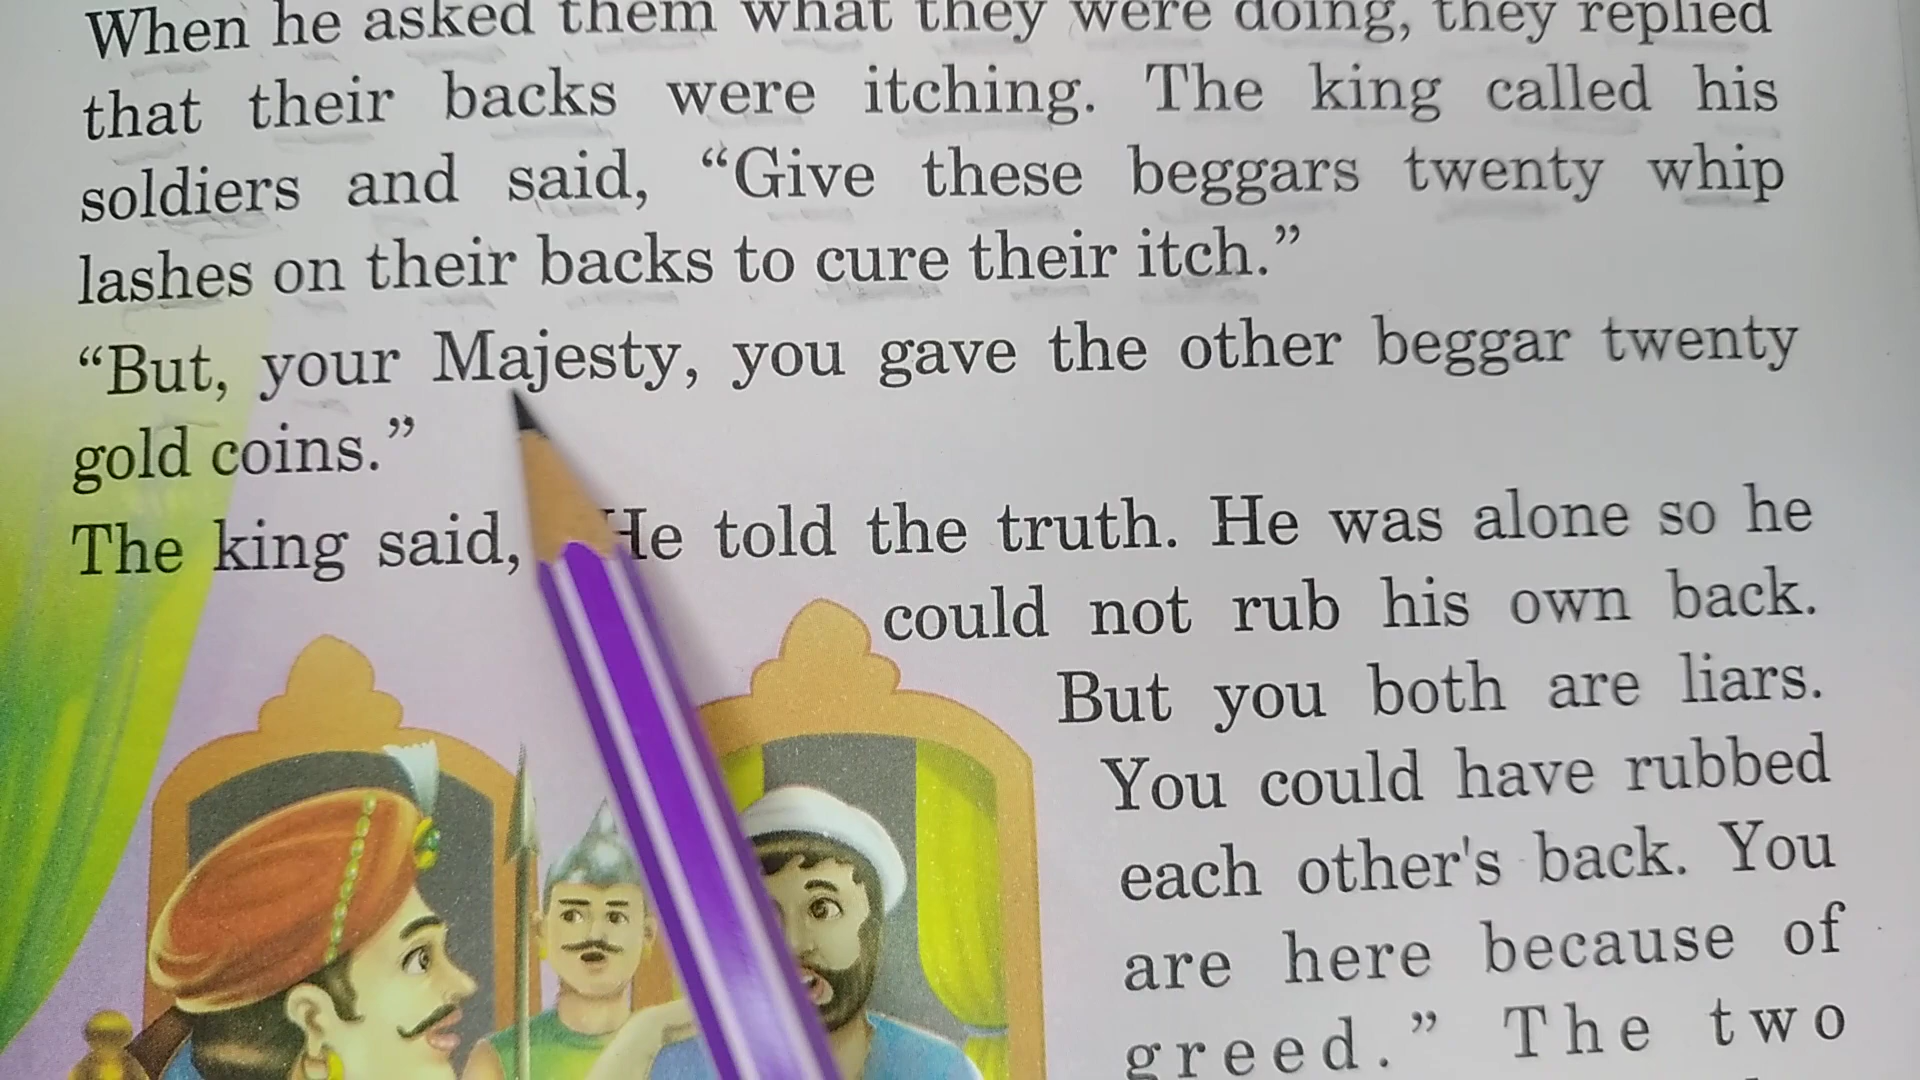 When he asked them what they were doing, they replied
that their backs were itching. The king called his
soldiers and said, “Give these beggars twenty whip
lashes on their backs to cure their itch.”
“But, your Majesty, you gave the other beggar twenty
gold coins.”
The king said, He told the truth. He was alone so he
could not rub his own back.
But you both are liars.
You could have rubbed
each other's back. You
are here because of
greed.” The two